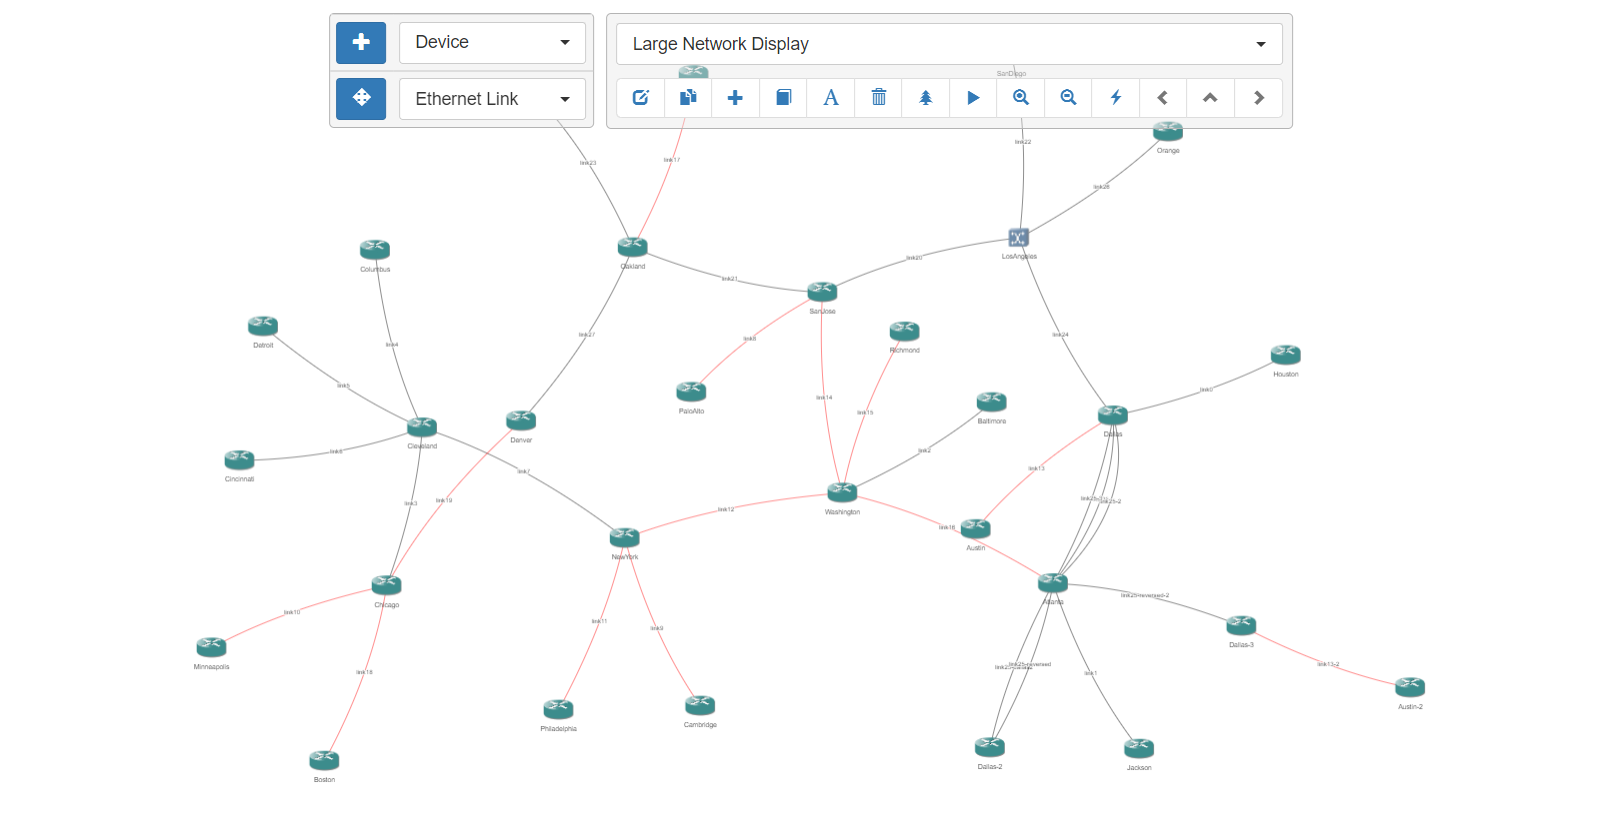 Device
Large Network Display
SanDiego
Ethernet Link
A
link22
Orange
link23
link17
link28
Oakland
Columbus
LosAngeles
link20
link21
SanJose
link27
link24
Detroit
link4
link8
Richmond
Houston
link5
link0
link14
PaloAlto
link15
Baltimore
Denver
Dallas
Cleveland
link2
link7
link13
Cincinnati
link3
link19
link12
Washington
link16
Austin
NewYork
Chicago
Atlanta
link25-reversed-2
link10
link11
link9
Dallas-3
Minneapolis
link25-reversed
link13-2
link18
link1
Austin-2
Philadelphia
Cambridge
Boston
Dallas-2
Jackson